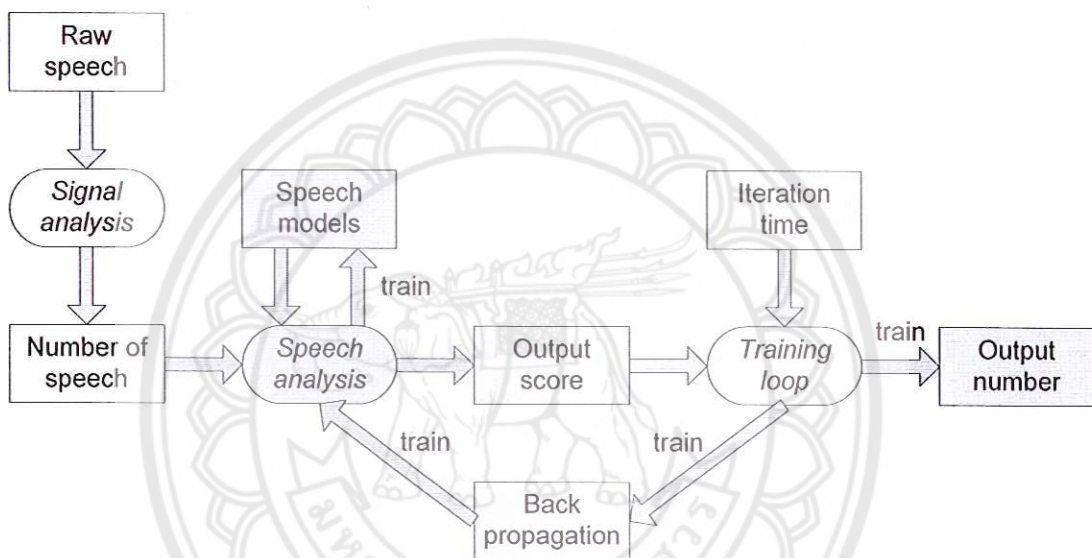 Raw
speech
Signal
analysis
Speech
models
Iteration
time
train
train
Number of
speech
Speech
analysis
Output
score
Training
loop
Output
number
train
train
Back
propagation